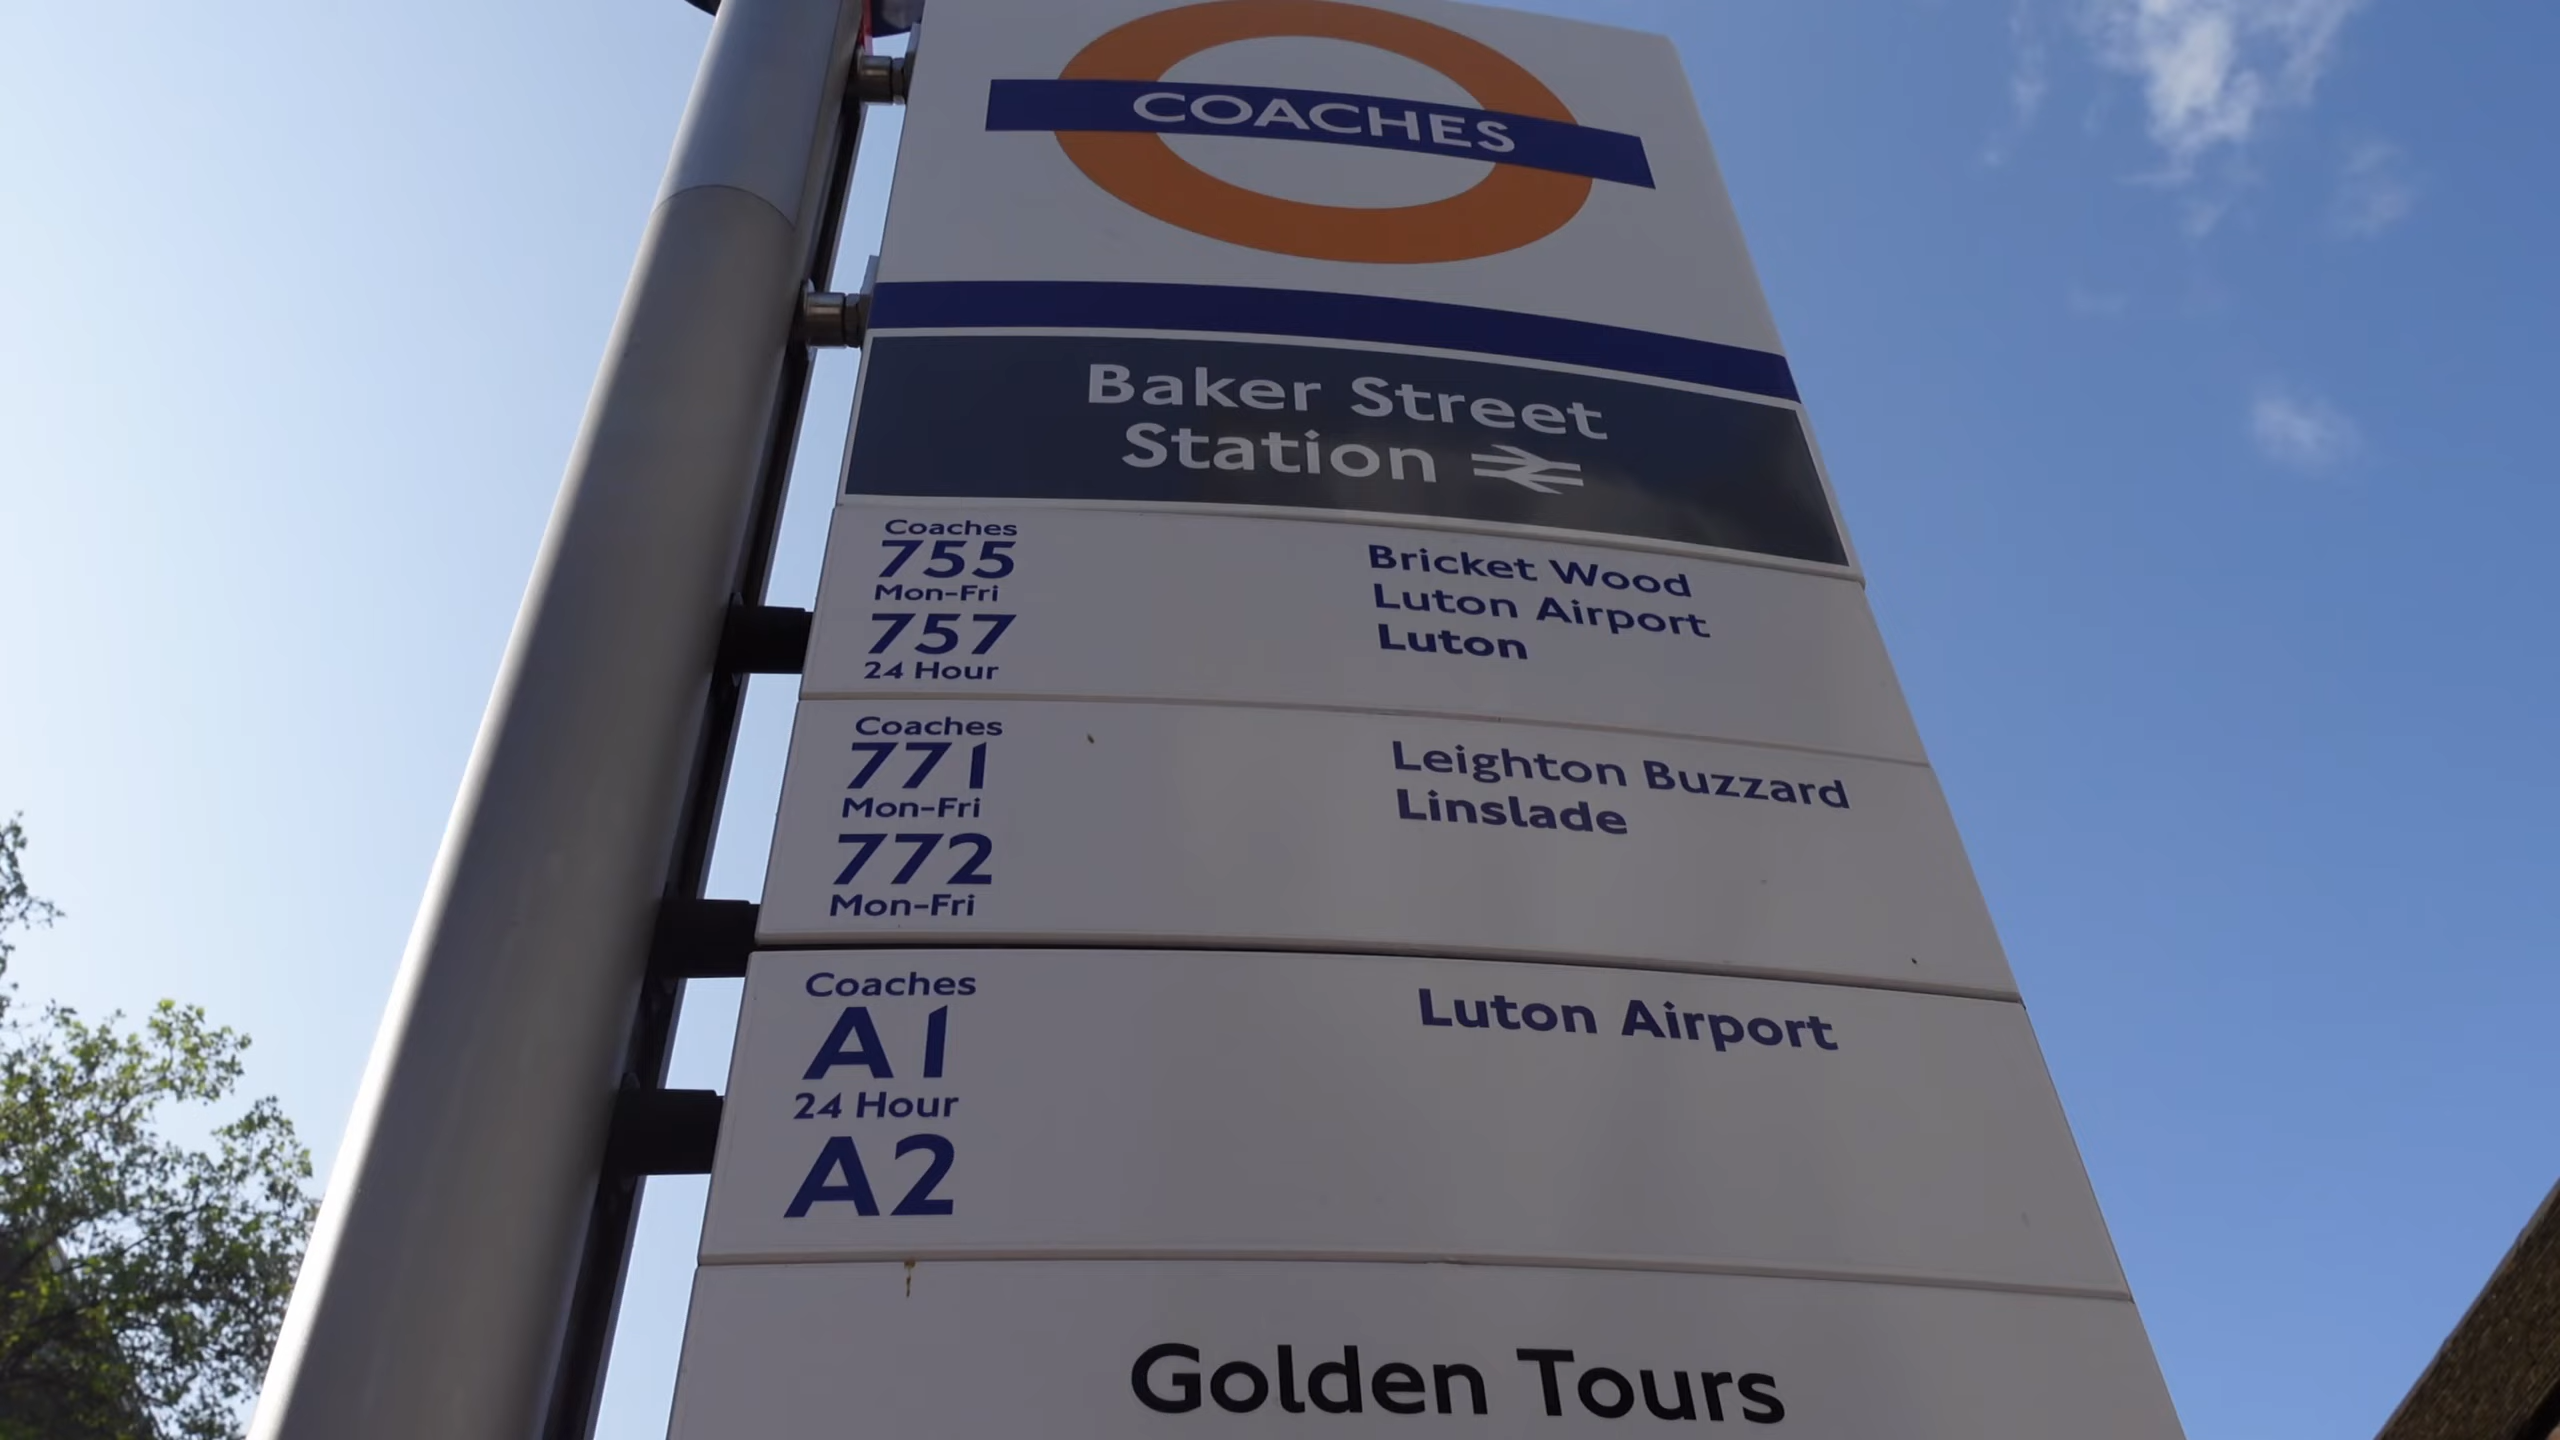 COACHES
Baker Street
Station
Coaches
755
Mon-Fri
757
24 Hour
Bricket Wood
Luton Airport
Luton
Coaches
771
Mon-Fri
772
Mon-Fri
Leighton Buzzard
Linslade
Coaches
A1
24 Hour
A2
Luton Airport
Golden Tours